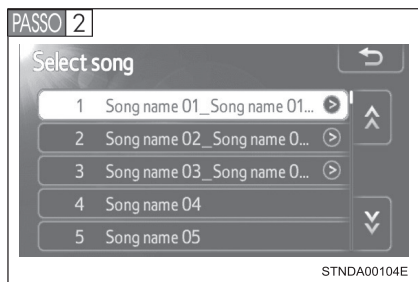 PASSO 2
Select song
1 Song name 01_Song name 01...
2 Song name 02_Song name 0...
3 Song name 03_Song name 0...
4 Song name 04
5 Song name 05
STNDA00104E